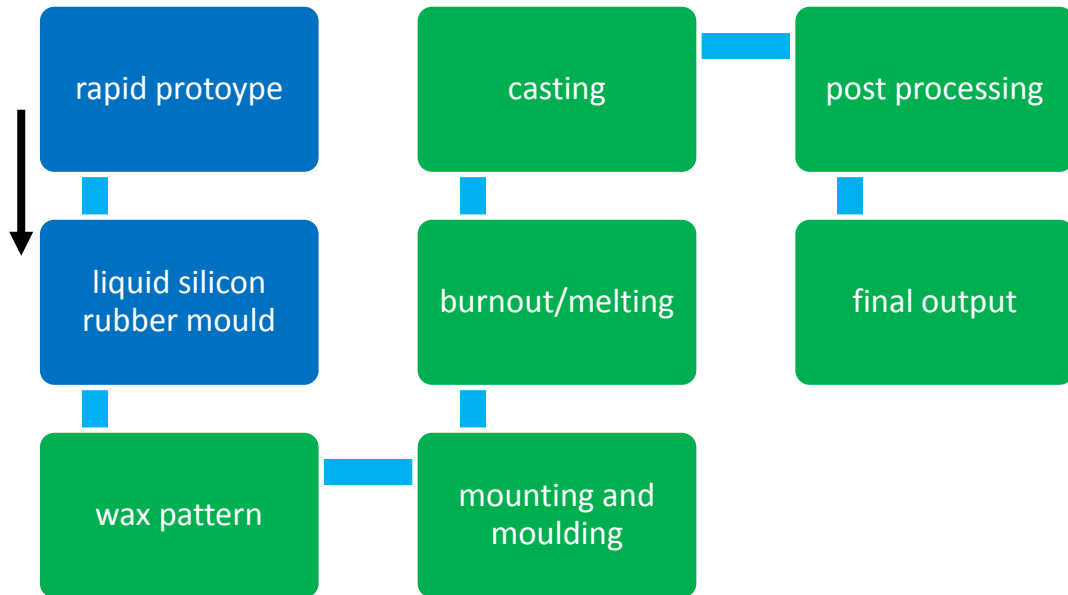 rapid protoype
liquid silicon
rubber mould
wax pattern
mounting and
moulding
burnout/melting
casting
post processing
final output